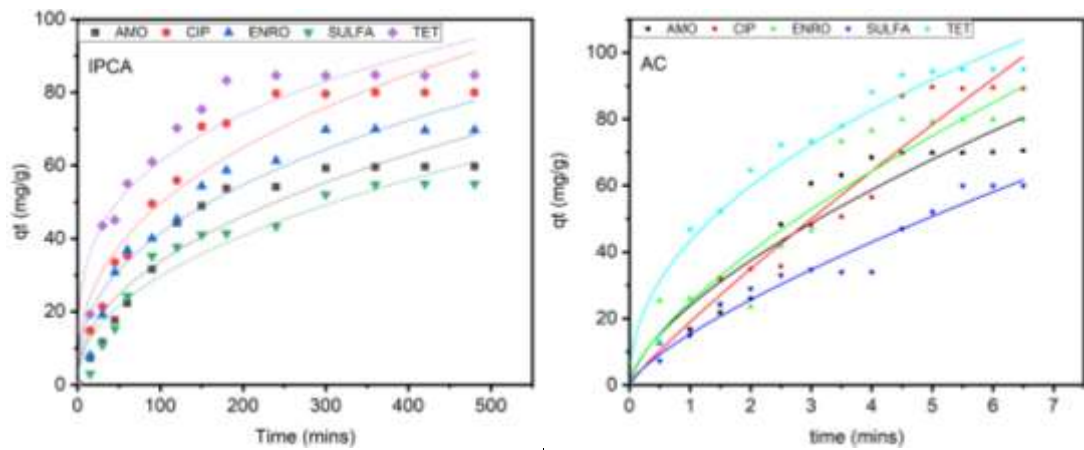 AMO CIP ENRO SULFA TET
IPCA
100
80
60
40
20
0
0 100 200 300 400 500
qt (mg/g)
Time (mins)
AMO CIP ENRO SULFA TET
AC
100
80
60
40
20
0
0 1 2 3 4 5 6 7
qt (mg/g)
time (mins)